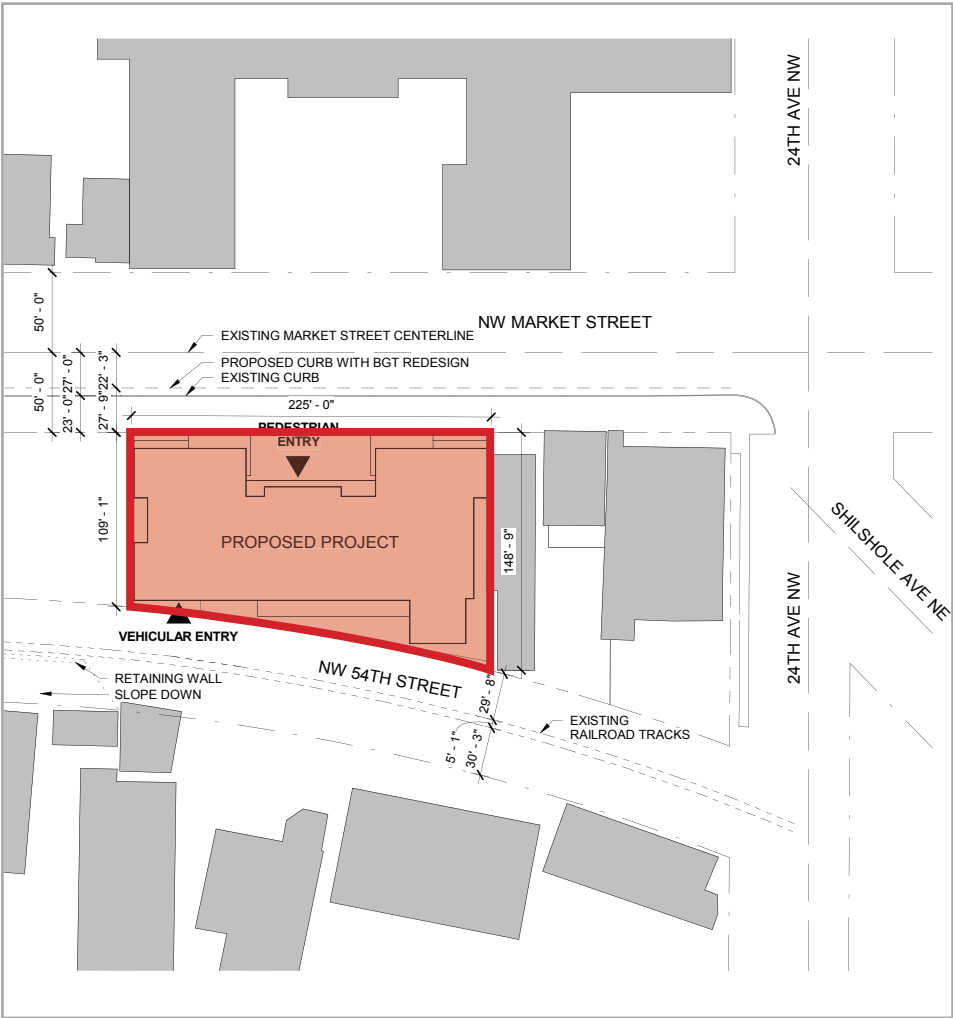 24TH AVE NW
50' - 0"
NW MARKET STREET
EXISTING MARKET STREET CENTERLINE
PROPOSED CURB WITH BGT REDESIGN
EXISTING CURB
50' - 0"
27' - 0"
23' - 0"
22' - 3"
27' - 9"
225' - 0"
PEDESTRIAN
ENTRY
109' - 1"
PROPOSED PROJECT
148' - 9"
SHILSHOLE AVE NE
VEHICULAR ENTRY
NW 54TH STREET
24TH AVE NW
RETAINING WALL
SLOPE DOWN
29' - 8"
5' - 1"
30' - 3"
EXISTING
RAILROAD TRACKS